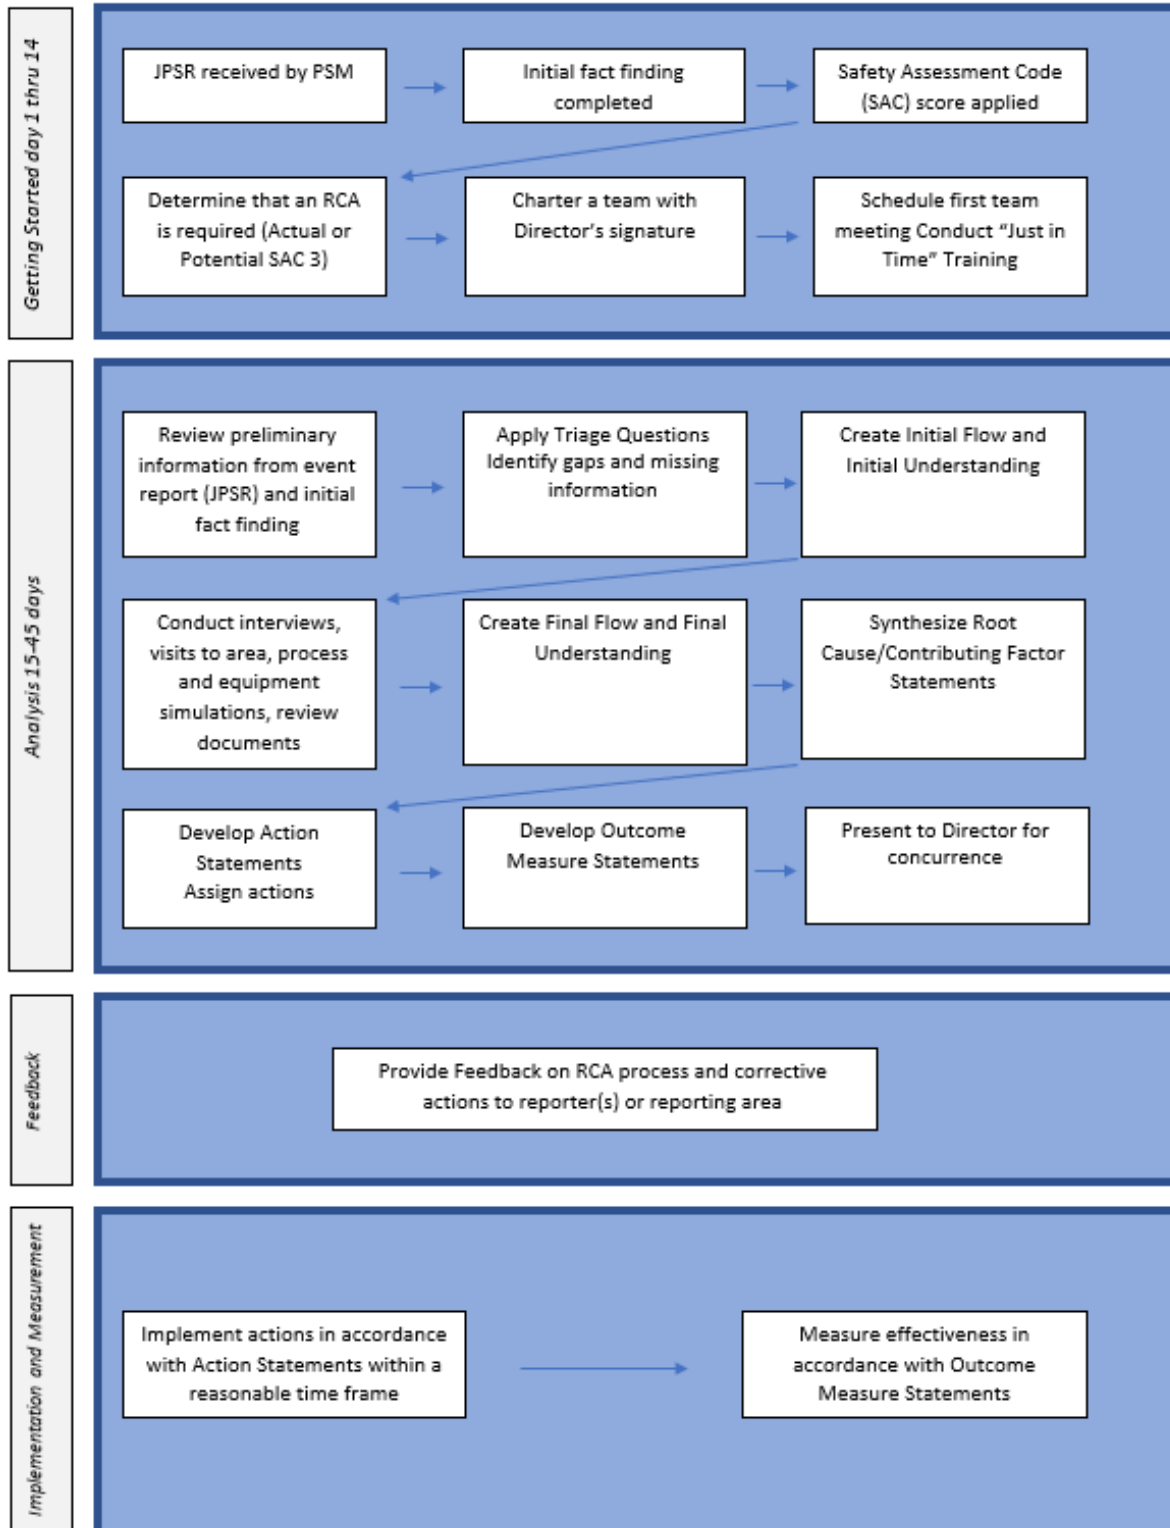 Getting Started day 1 thru 14
JPSR received by PSM
Initial fact finding
completed
Safety Assessment Code
(SAC) score applied
Determine that an RCA
is required (Actual or
Potential SAC 3)
Charter a team with
Director's signature
Schedule first team
meeting Conduct “Just in
Time” Training
Analysis 15-45 days
Review preliminary
information from event
report (JPSR) and initial
fact finding
Apply Triage Questions
Identify gaps and missing
information
Create Initial Flow and
Initial Understanding
Conduct interviews,
visits to area, process
and equipment
simulations, review
documents
Create Final Flow and Final
Understanding
Synthesize Root
Cause/Contributing Factor
Statements
Develop Action
Statements
Assign actions
Develop Outcome
Measure Statements
Present to Director for
concurrence
Feedback
Provide Feedback on RCA process and corrective
actions to reporter(s) or reporting area
Implementation and Measurement
Implement actions in accordance
with Action Statements within a
reasonable time frame
Measure effectiveness in
accordance with Outcome
Measure Statements